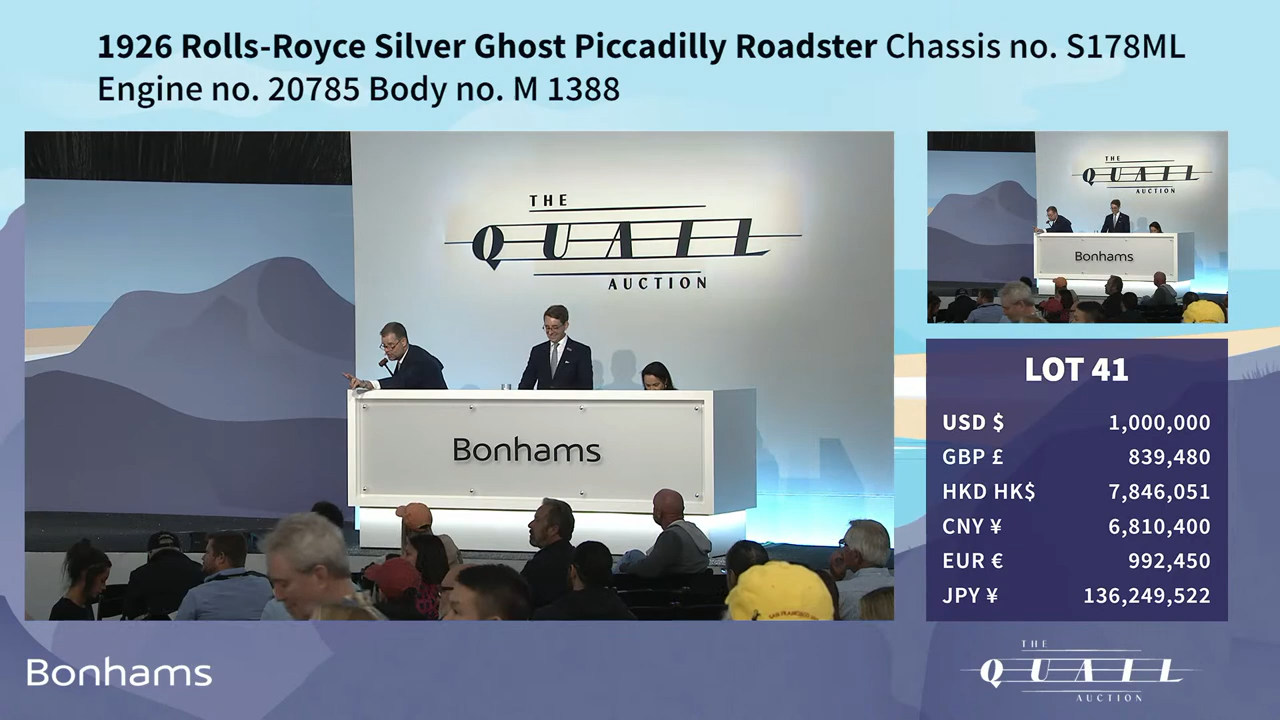 1926 Rolls-Royce Silver Ghost Piccadilly Roadster Chassis no. S178ML
Engine no. 20785 Body no. M 1388
THE
QUAIL
AUCTION
Bonhams
THE
QUAIL
AUCTION
Bonhams
LOT 41
USD $ 1,000,000
GBP £ 839,480
HKD HK$ 7,846,051
CNY ¥ 6,810,400
EUR € 992,450
JPY ¥ 136,249,522
Bonhams
THE
QUAIL
AUCTION